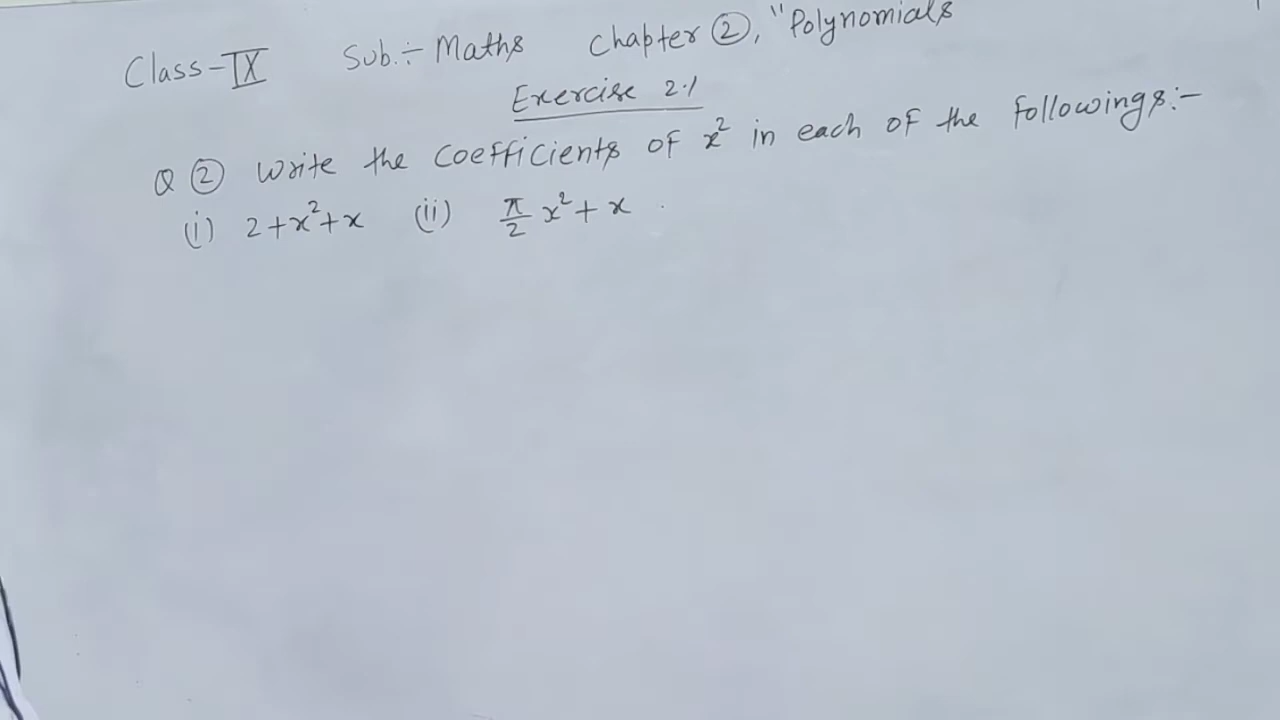 Class-IX Sub.÷ Maths Chapter ②, "Polynomials
Exercise 2.1
Q ② Write the Coefficients of x² in each of the followings:-
(i) 2+x²+x (ii) π/2 x²+x